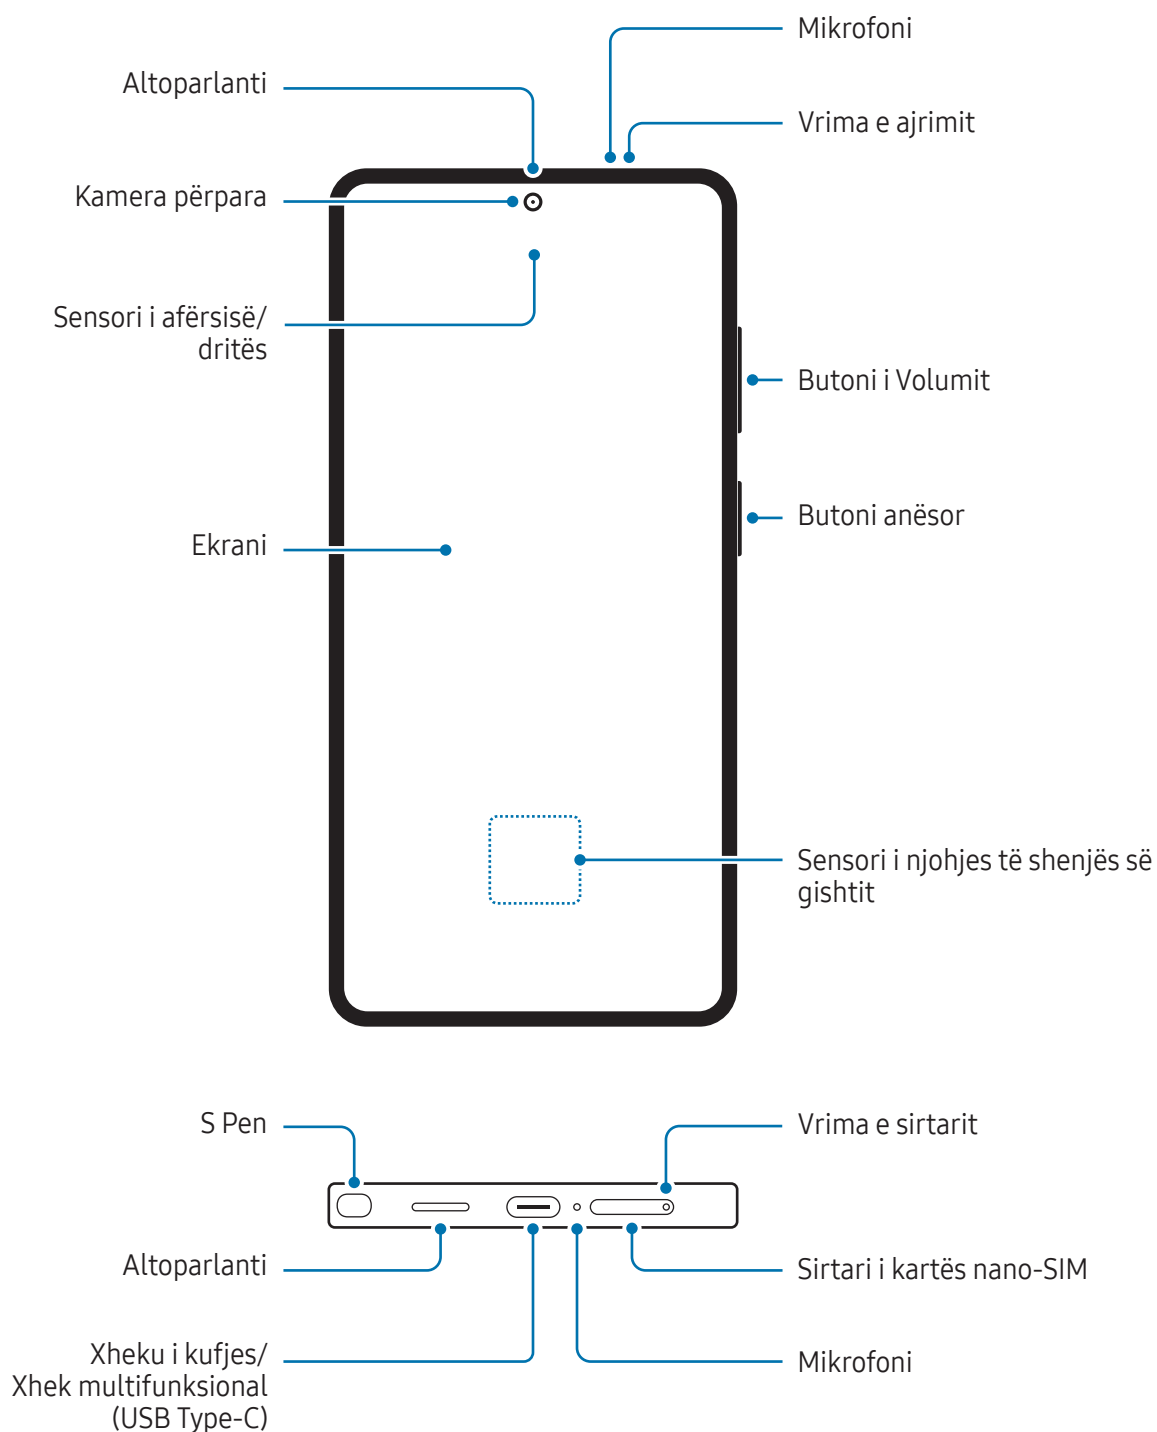 Mikrofoni
Altoparlanti
Vrima e ajrimit
Kamera përpara
Sensori i afërsisë/
dritës
Butoni i Volumit
Butoni anësor
Ekrani
Sensori i njohjes të shenjës së
gishtit
S Pen
Vrima e sirtarit
Altoparlanti
Sirtari i kartës nano-SIM
Xheku i kufjes/
Xhek multifunksional
(USB Type-C)
Mikrofoni